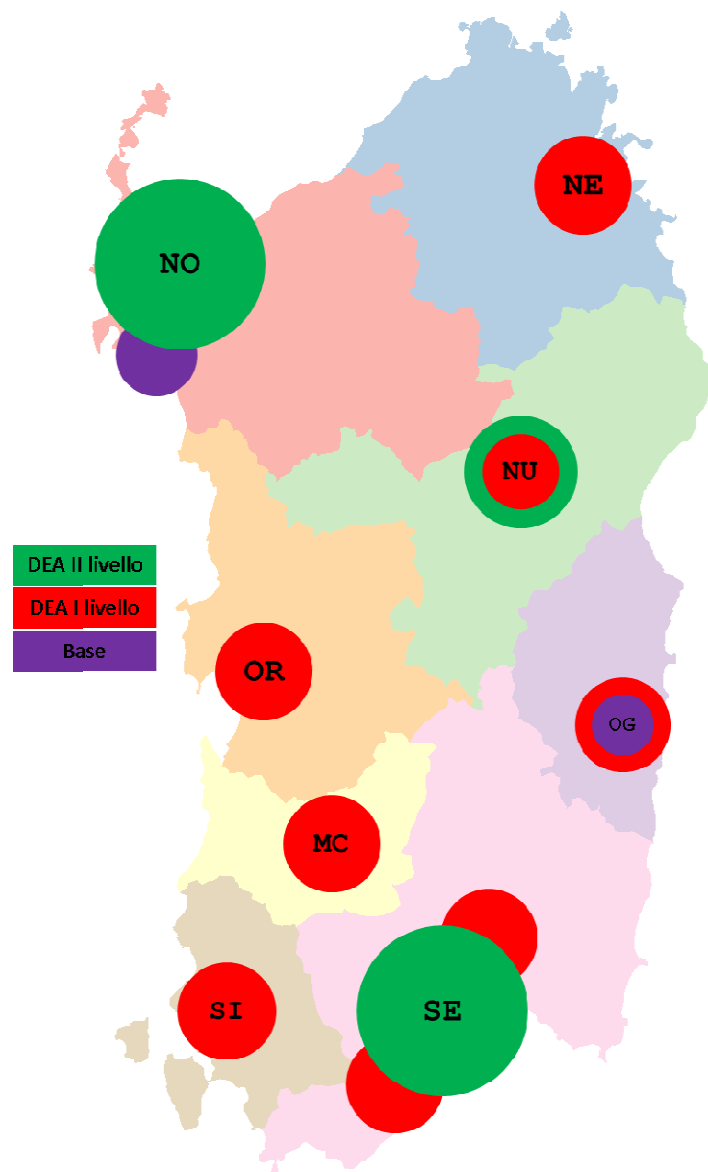 NE
NO
NU
DEA II livello
DEA I livello
Base
OR
OG
MC
SI
SE